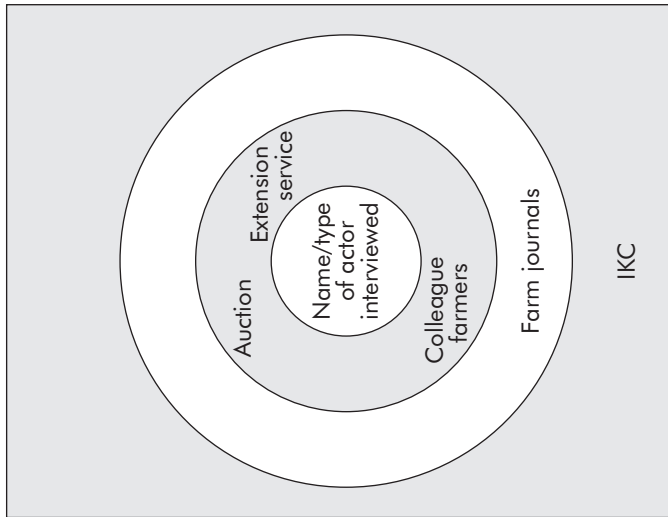 Auction
Extension
service
Name/type
of actor
interviewed
Colleague
farmers
Farm journals
IKC